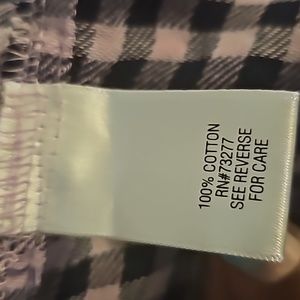 100% COTTON
RN#73277
SEE REVERSE
FOR CARE